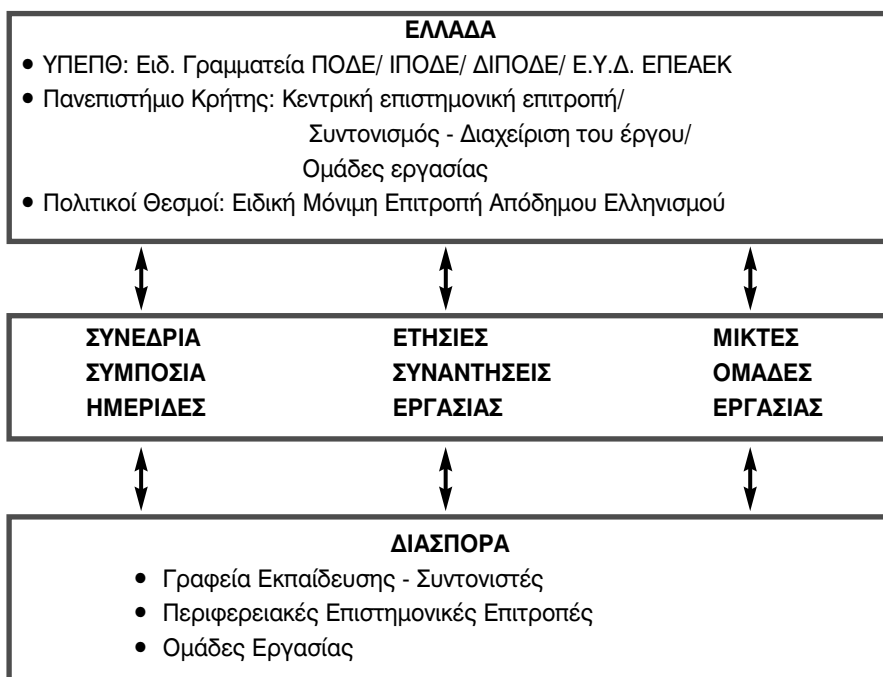 ΕΛΛΑΔΑ
• ΥΠΕΠΘ: Ειδ. Γραμματεία ΠΟΔΕ/ ΙΠΟΔΕ/ ΔΙΠΟΔΕ/ Ε.Υ.Δ. ΕΠΕΑΕΚ
• Πανεπιστήμιο Κρήτης: Κεντρική επιστημονική επιτροπή/
Συντονισμός - Διαχείριση του έργου/
Ομάδες εργασίας
• Πολιτικοί Θεσμοί: Ειδική Μόνιμη Επιτροπή Απόδημου Ελληνισμού
ΣΥΝΕΔΡΙΑ ΕΤΗΣΙΕΣ ΜΙΚΤΕΣ
ΣΥΜΠΟΣΙΑ ΣΥΝΑΝΤΗΣΕΙΣ ΟΜΑΔΕΣ
ΗΜΕΡΙΔΕΣ ΕΡΓΑΣΙΑΣ ΕΡΓΑΣΙΑΣ
ΔΙΑΣΠΟΡΑ
• Γραφεία Εκπαίδευσης - Συντονιστές
• Περιφερειακές Επιστημονικές Επιτροπές
• Ομάδες Εργασίας